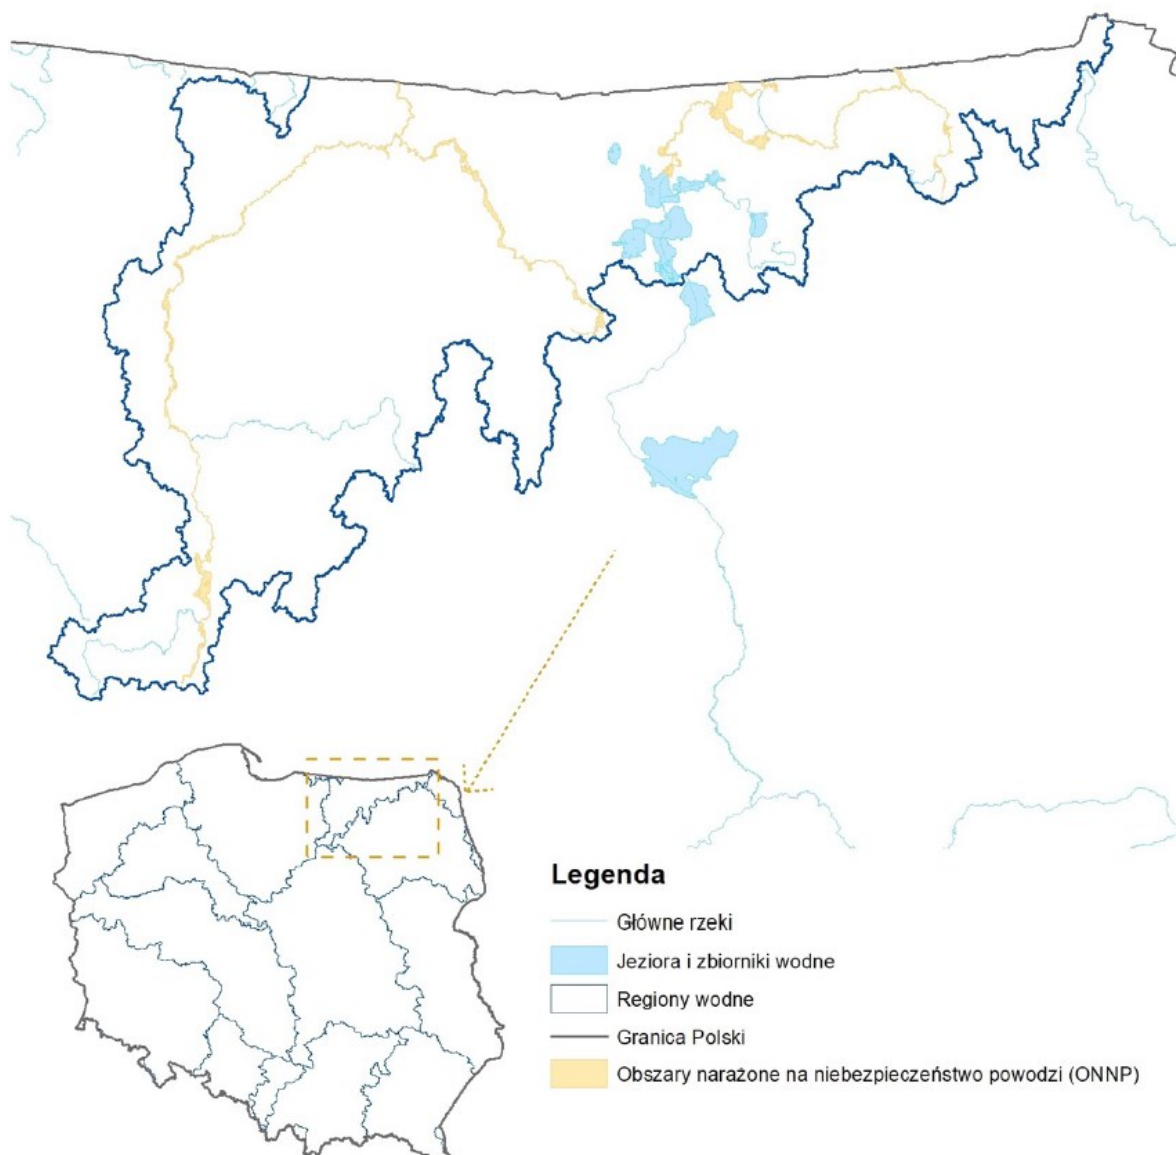 Legenda
Główne rzeki
Jeziora i zbiorniki wodne
Regiony wodne
Granica Polski
Obszary narażone na niebezpieczeństwo powodzi (ONNP)